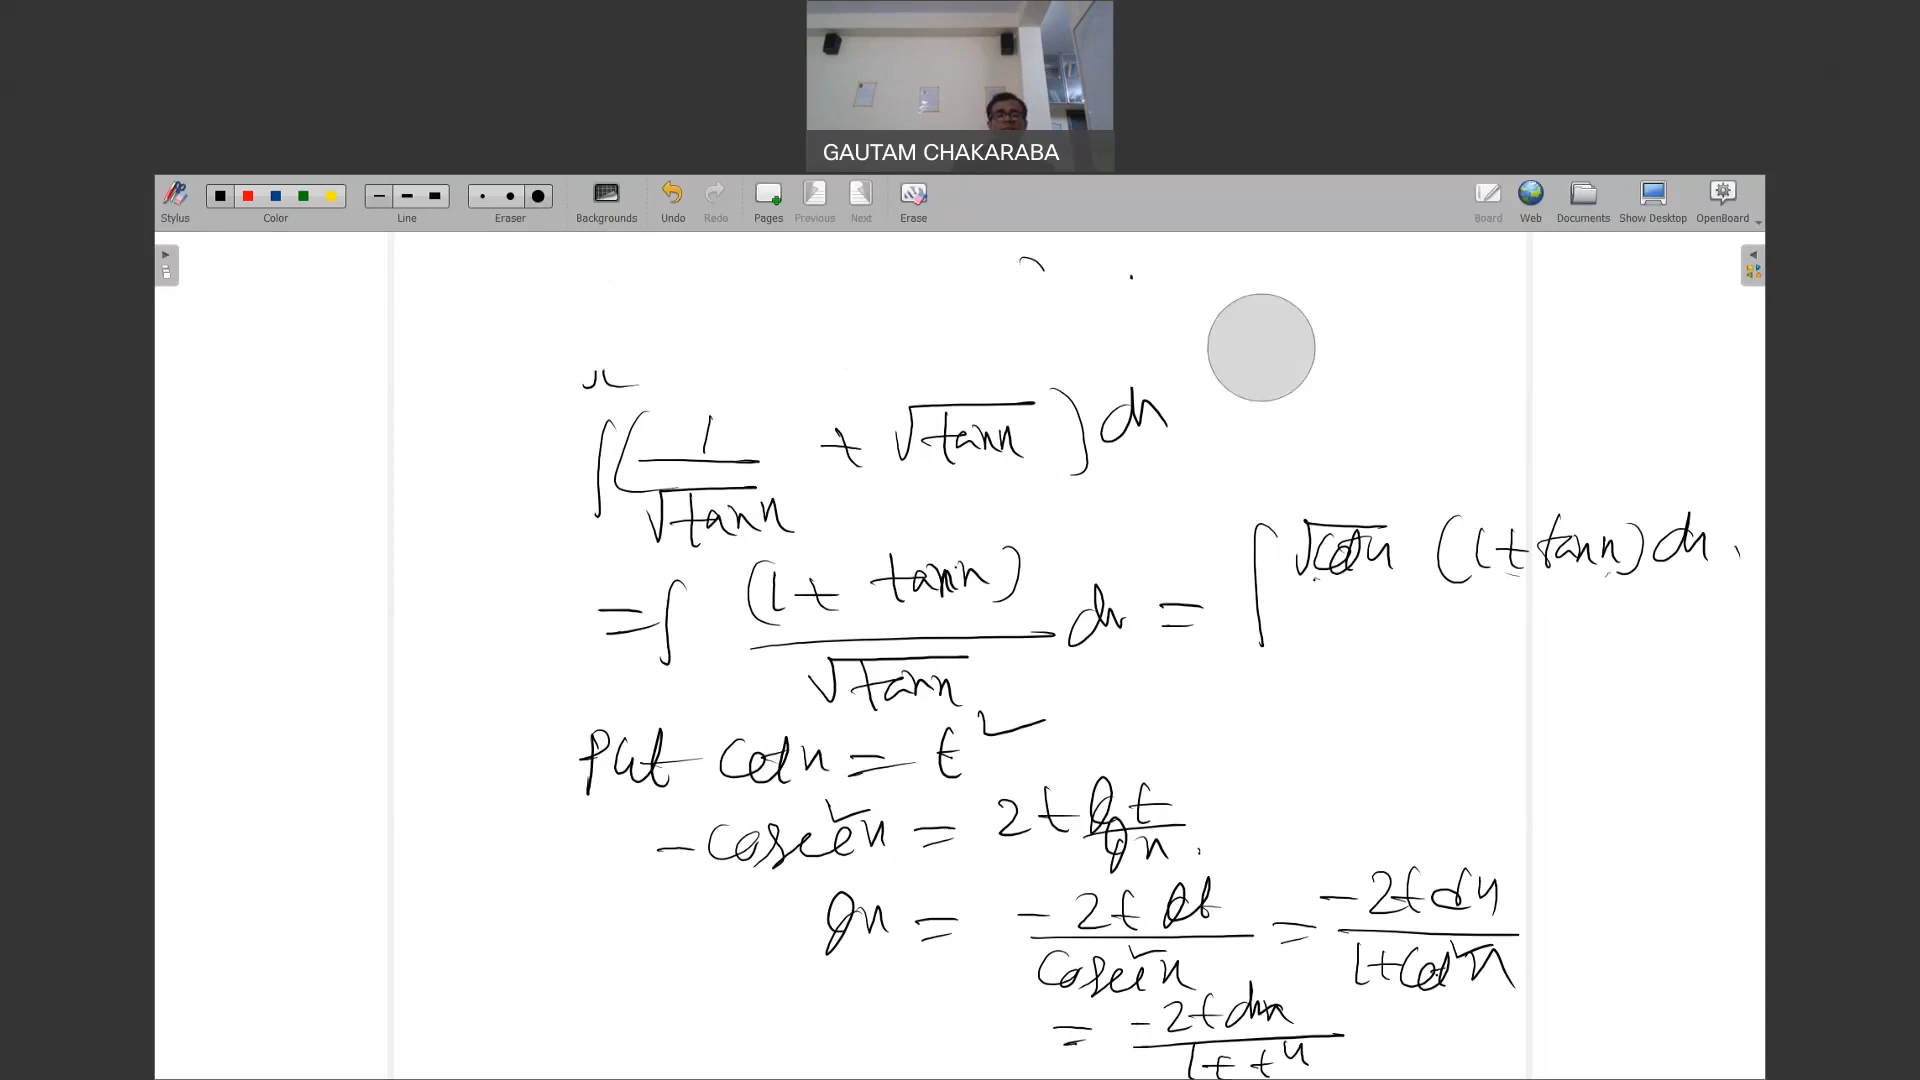 GAUTAM CHAKARABA
Stylus Color Line Eraser Backgrounds Undo Redo Pages Previous Next Erase Board Web Documents Show Desktop OpenBoard
∫(1/√tanx + √tanx)dx
= ∫ (1 + tanx)/√tanx dx = ∫ √cotx (1 + tanx)dx.
Put cotx = t²
-cosec²x = 2t dt/dx.
dx = -2t dt/cosec²x = -2t dx/1+cot²x
= -2t dx/1+t⁴